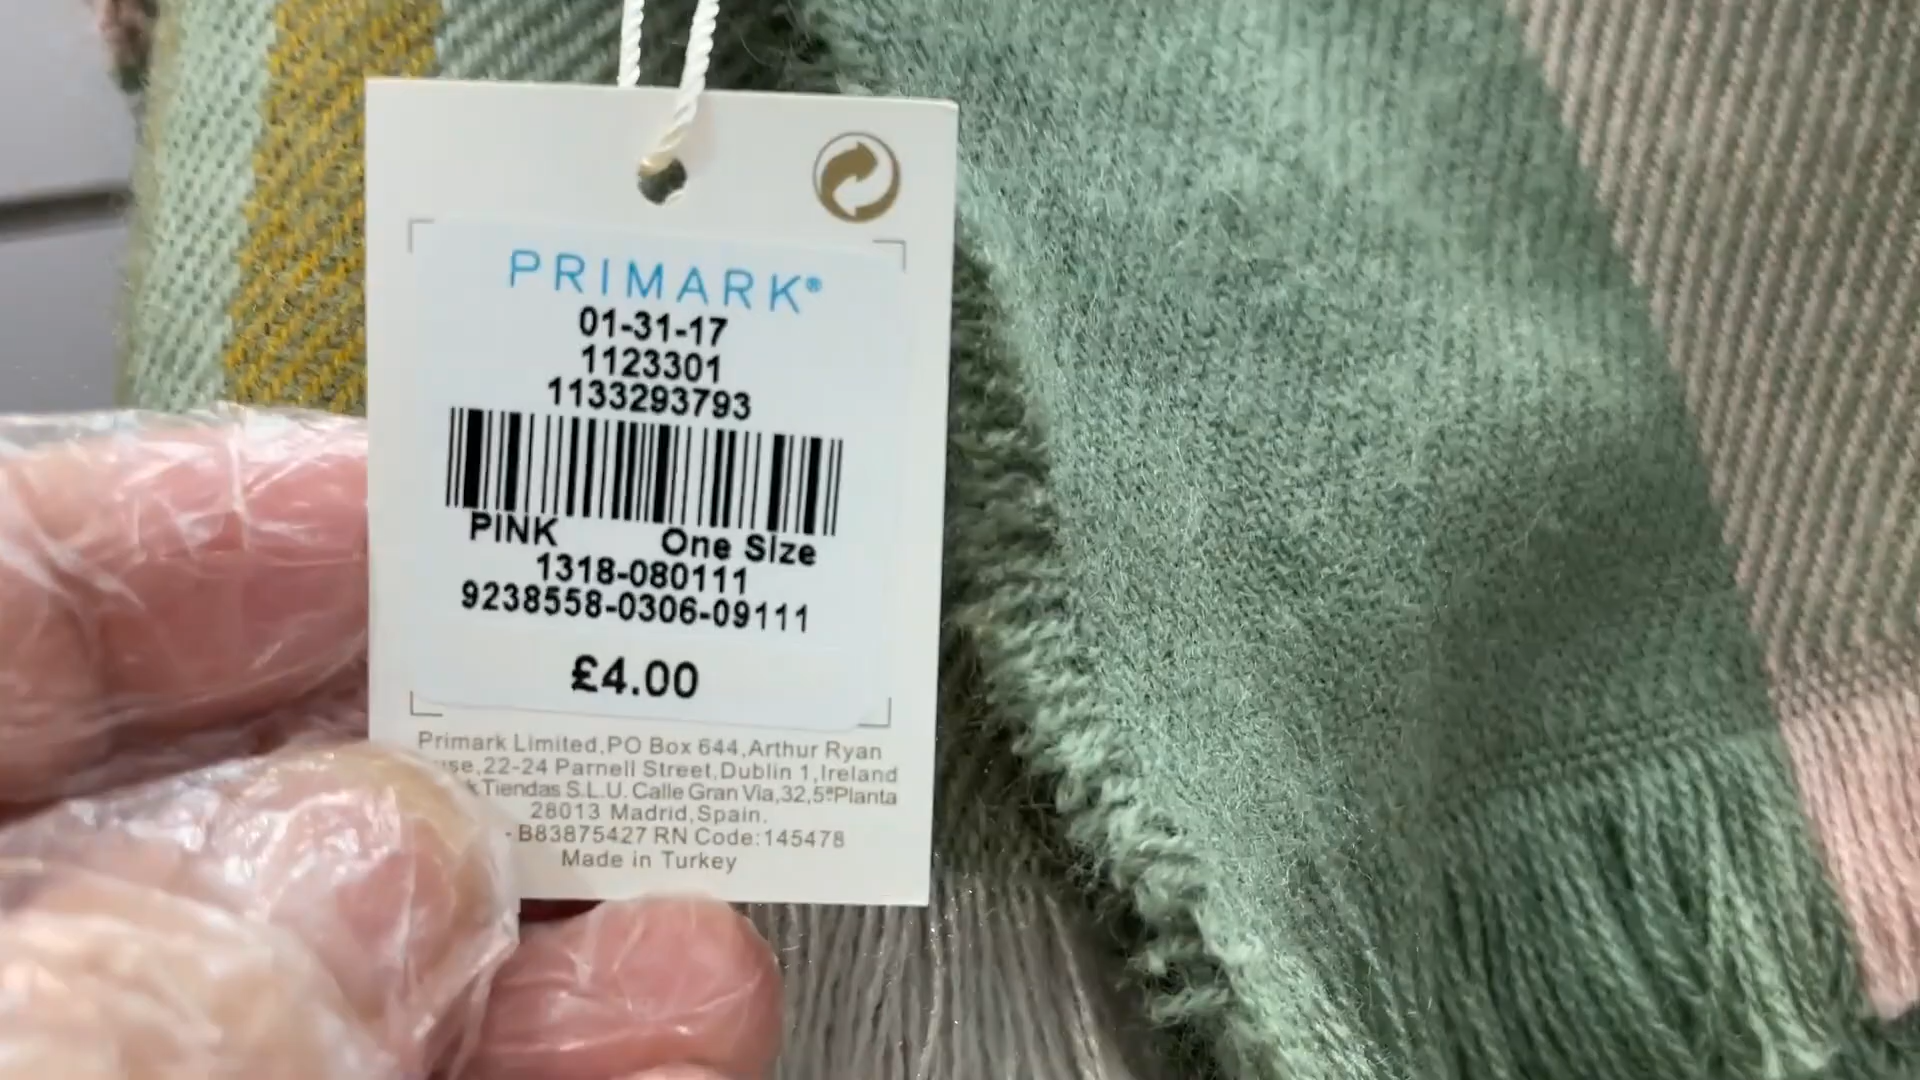 PRIMARK®
01-31-17
1123301
1133293793
PINK One Size
1318-080111
9238558-0306-09111
£4.00
Primark Limited,PO Box 644,Arthur Ryan
22-24 Parnell Street,Dublin 1,Ireland
Tiendas S.L.U. Calle Gran Via,32,5ªPlanta
28013 Madrid,Spain.
- B83875427 RN Code:145478
Made in Turkey